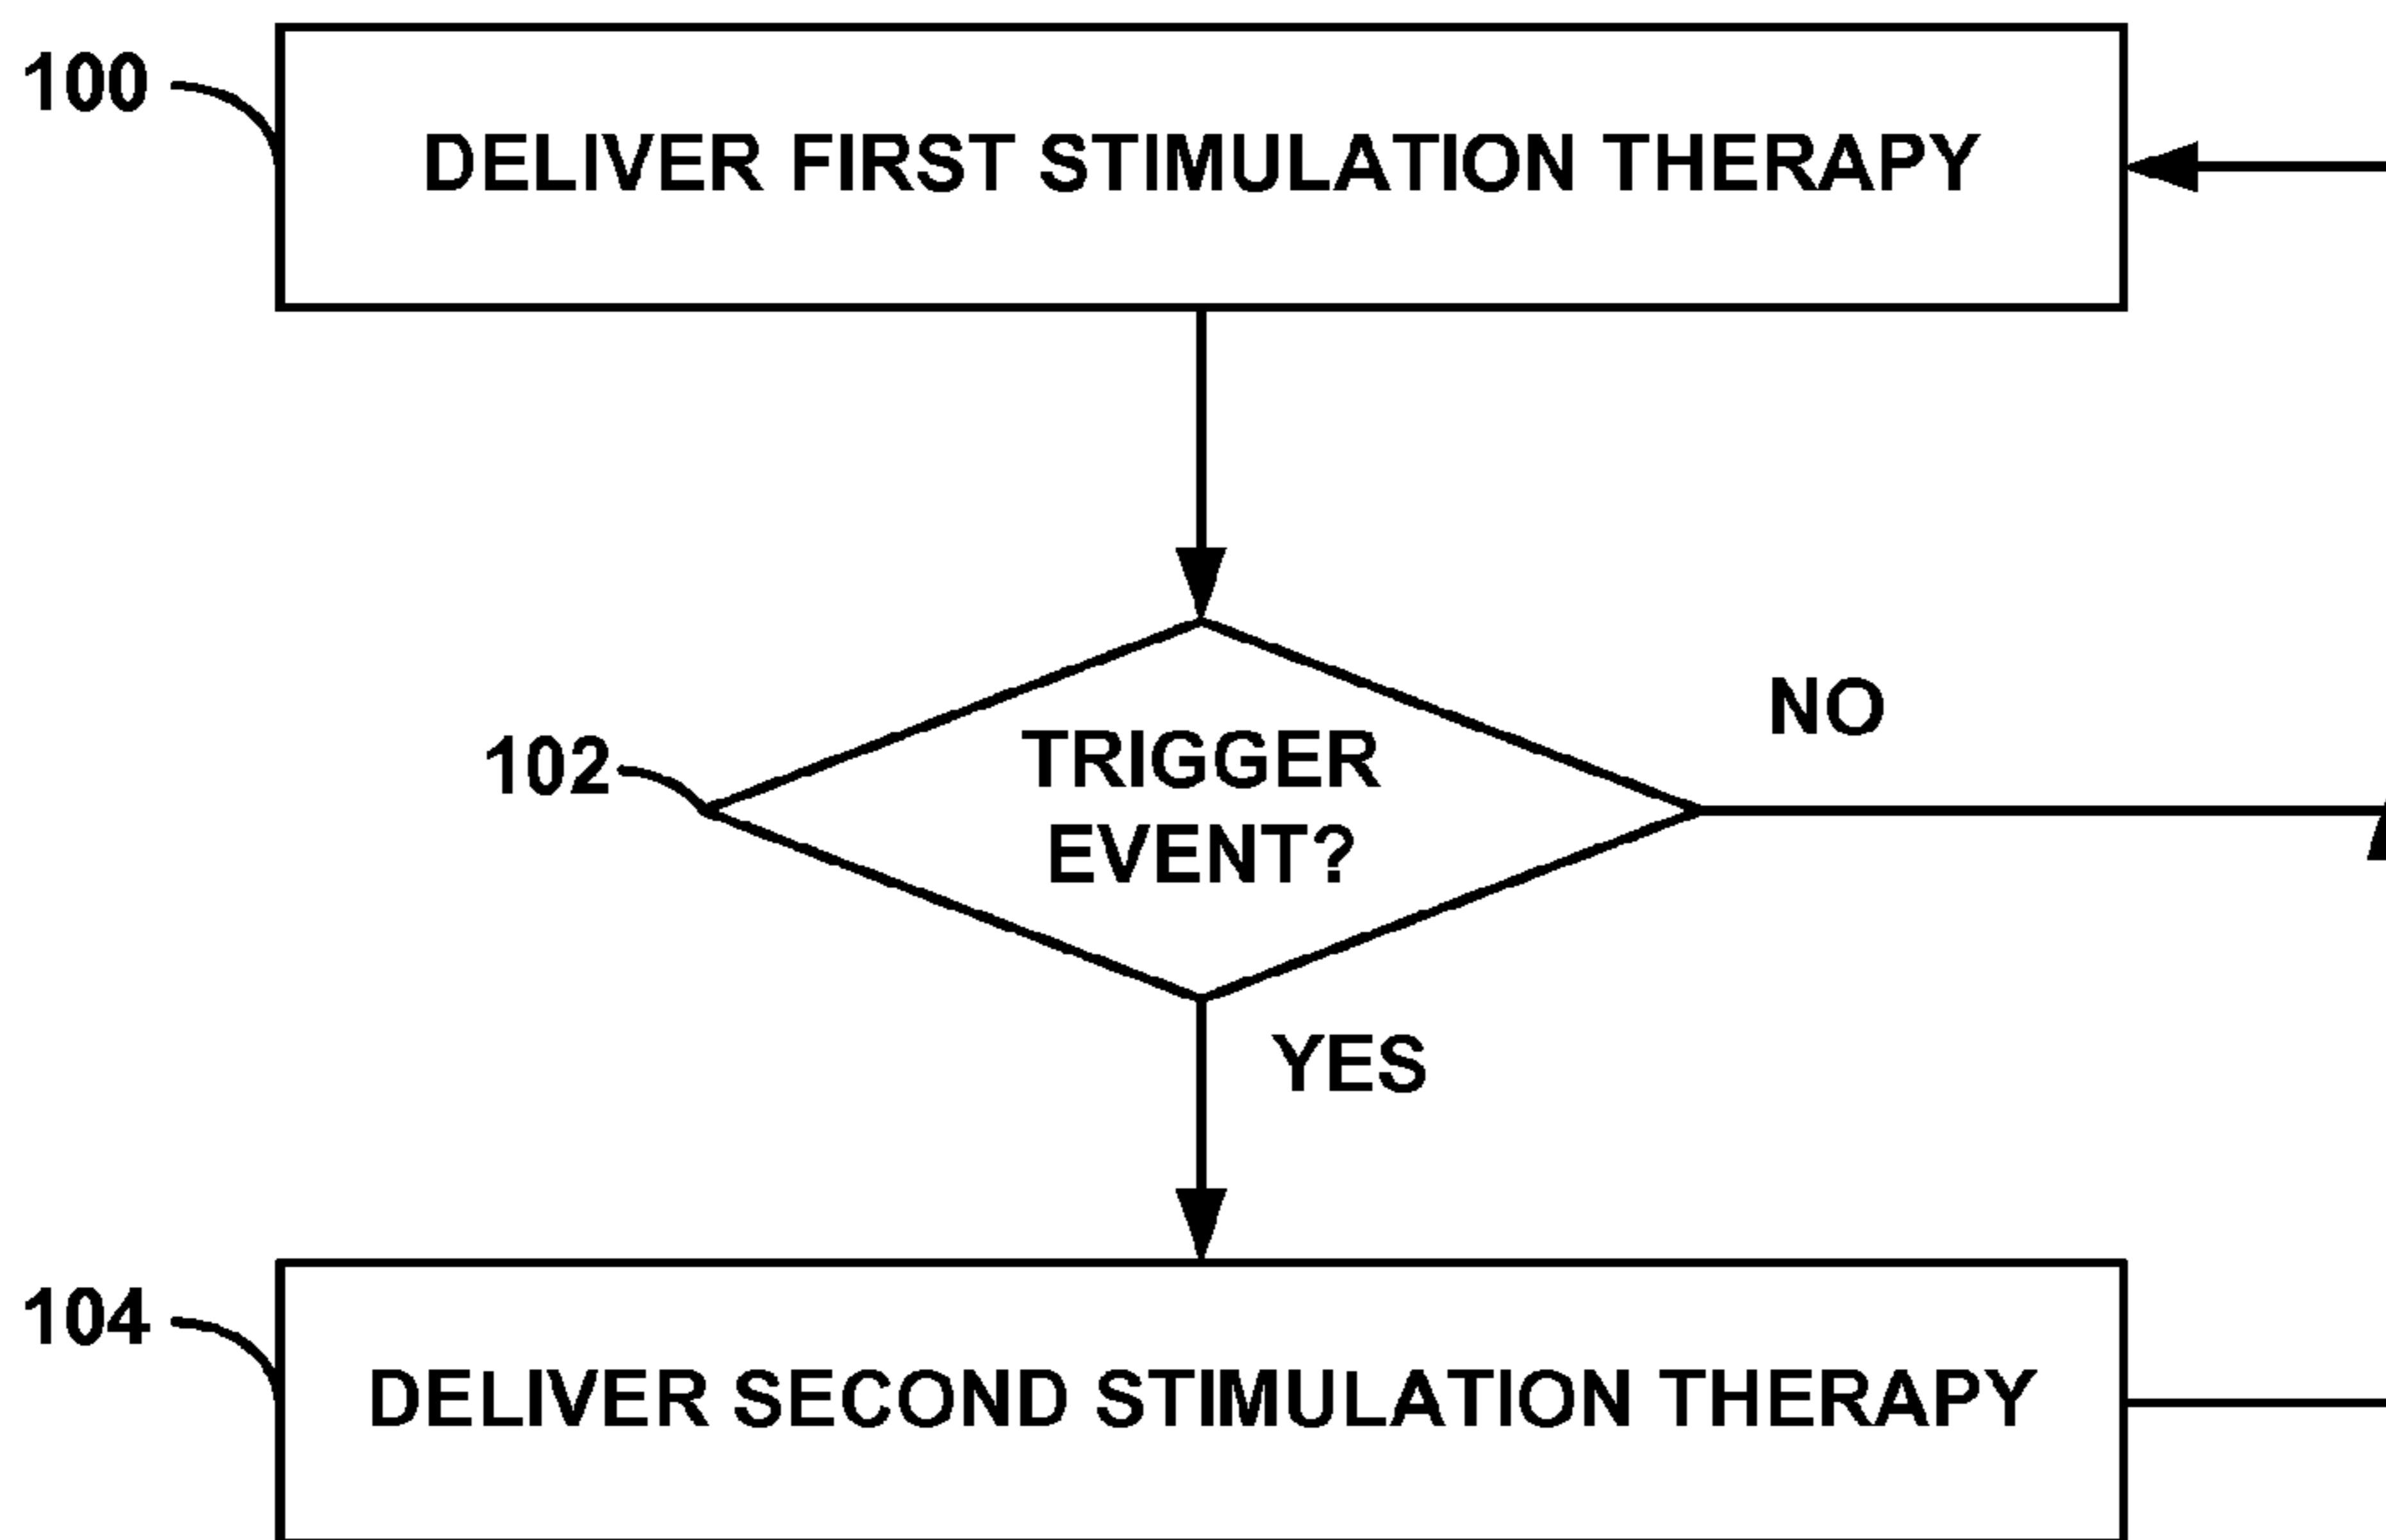 100
DELIVER FIRST STIMULATION THERAPY
NO
102
TRIGGER
EVENT?
YES
104
DELIVER SECOND STIMULATION THERAPY